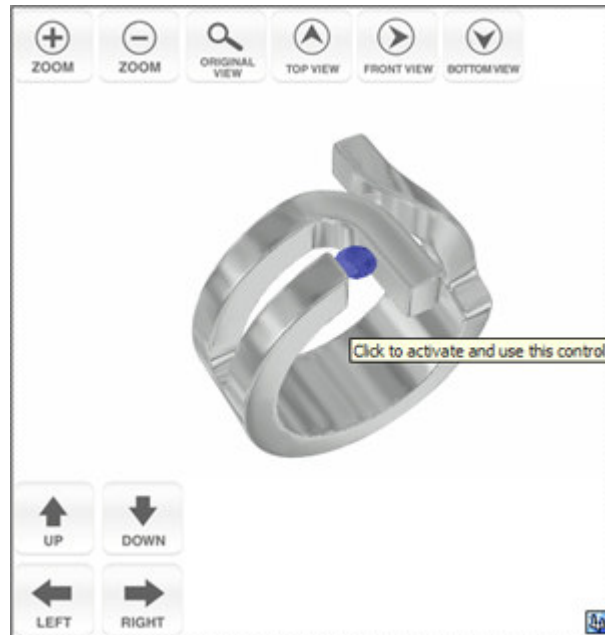 ZOOM
ZOOM
ORIGINAL
VIEW
TOP VIEW
FRONT VIEW
BOTTOM VIEW
Click to activate and use this control
UP
DOWN
LEFT
RIGHT